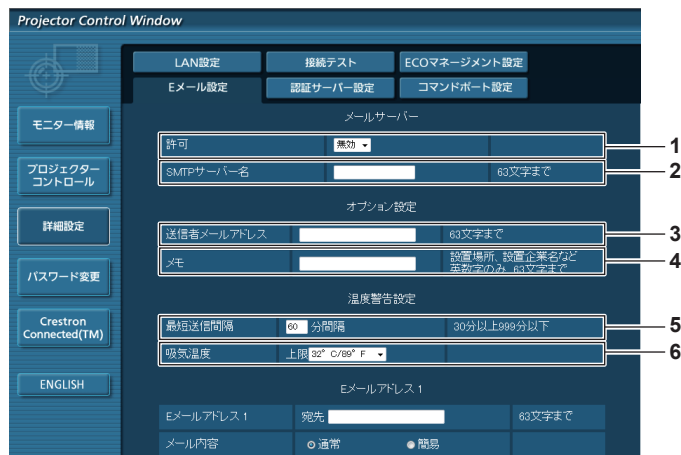 Projector Control Window
LAN設定 接続テスト ECOマネージメント設定
Eメール設定 認証サーバー設定 コマンドポート設定
モニター情報
プロジェクター
コントロール
詳細設定
パスワード変更
Crestron
Connected(TM)
ENGLISH
メールサーバー
許可 無効 1
SMTPサーバー名 63文字まで 2
オプション設定
送信者メールアドレス 63文字まで 3
メモ 設置場所、設置企業名など
英数字のみ 63文字まで 4
温度警告設定
最短送信間隔 60 分間隔 30分以上999分以下 5
吸気温度 上限 32°C/89°F 6
Eメールアドレス1
Eメールアドレス1 宛先 63文字まで
メール内容 通常 簡易